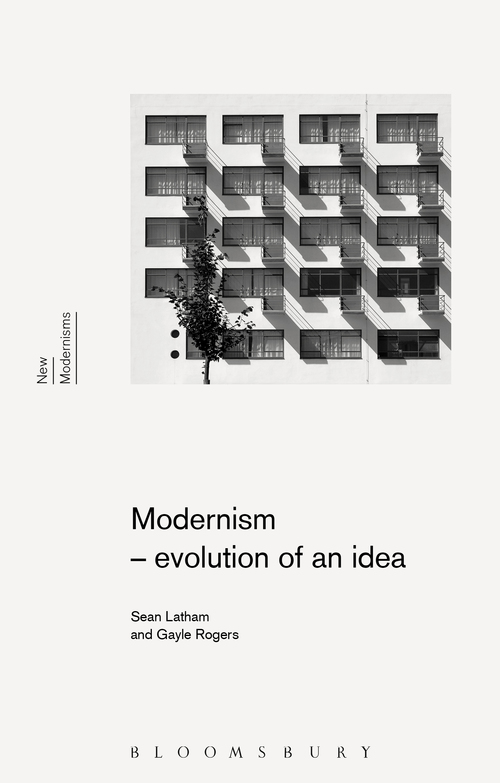 New
Modernisms
Modernism
– evolution of an idea
Sean Latham
and Gayle Rogers
BLOOMSBURY